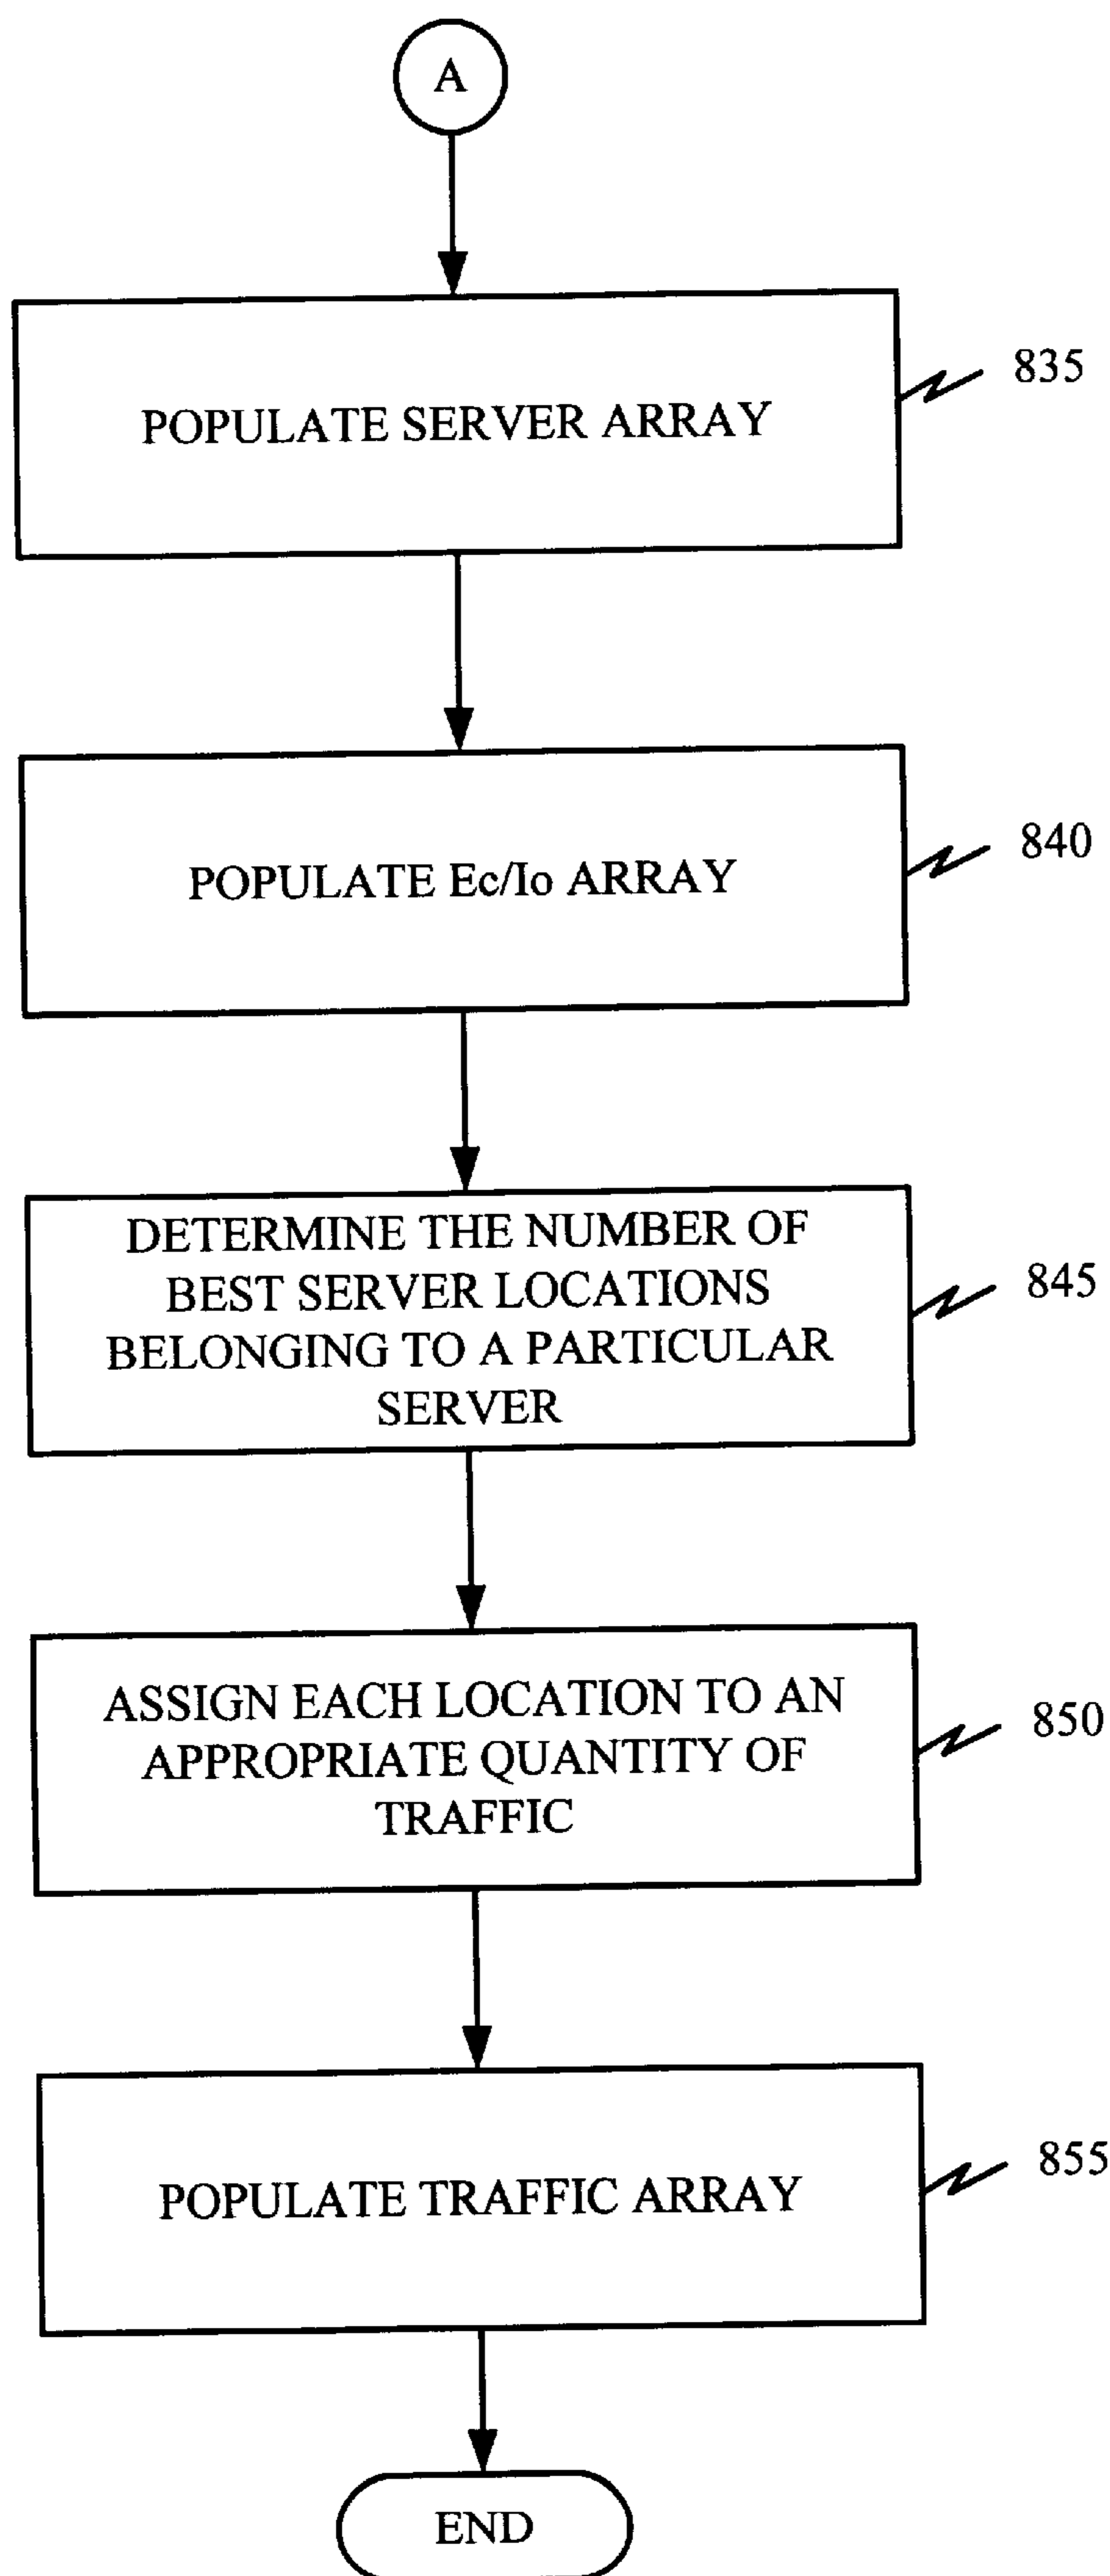 A
POPULATE SERVER ARRAY
835
POPULATE Ec/Io ARRAY
840
DETERMINE THE NUMBER OF
BEST SERVER LOCATIONS
BELONGING TO A PARTICULAR
SERVER
845
ASSIGN EACH LOCATION TO AN
APPROPRIATE QUANTITY OF
TRAFFIC
850
POPULATE TRAFFIC ARRAY
855
END